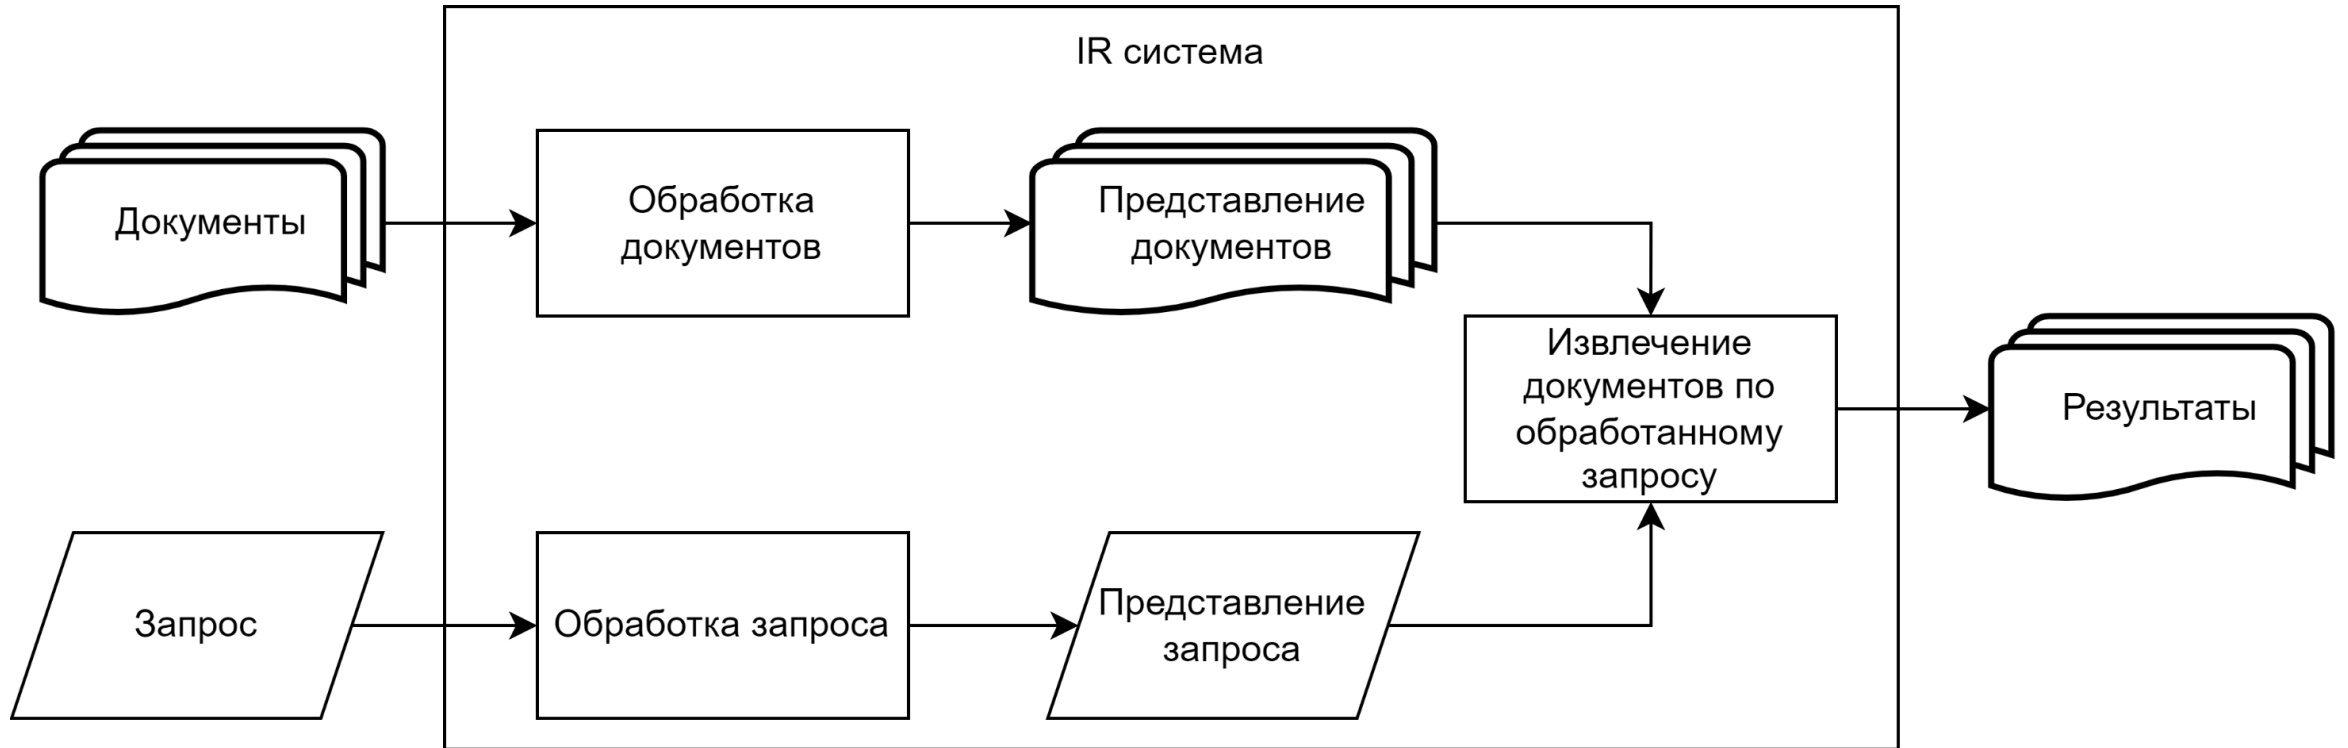 IR система
Документы
Обработка
документов
Представление
документов
Извлечение
документов по
обработанному
запросу
Результаты
Запрос
Обработка запроса
Представление
запроса